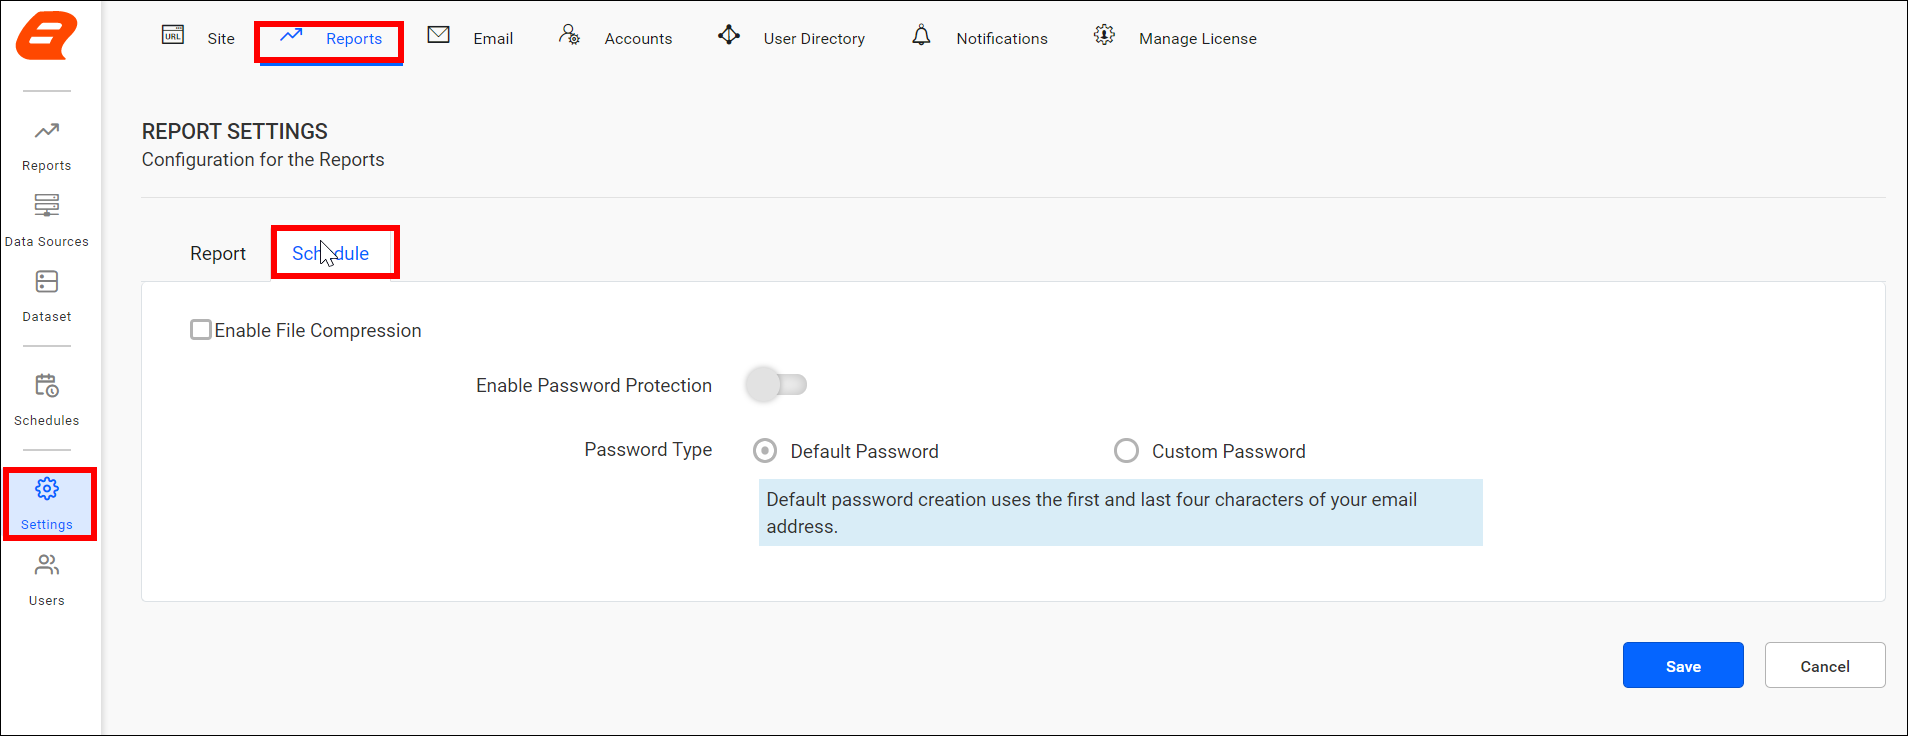 URL
Site
Reports
Email
Accounts
User Directory
Notifications
Manage License
Reports
Data Sources
Dataset
Schedules
Settings
Users
REPORT SETTINGS
Configuration for the Reports
Report
Schedule
Enable File Compression
Enable Password Protection
Password Type
Default Password
Custom Password
Default password creation uses the first and last four characters of your email
address.
Save
Cancel